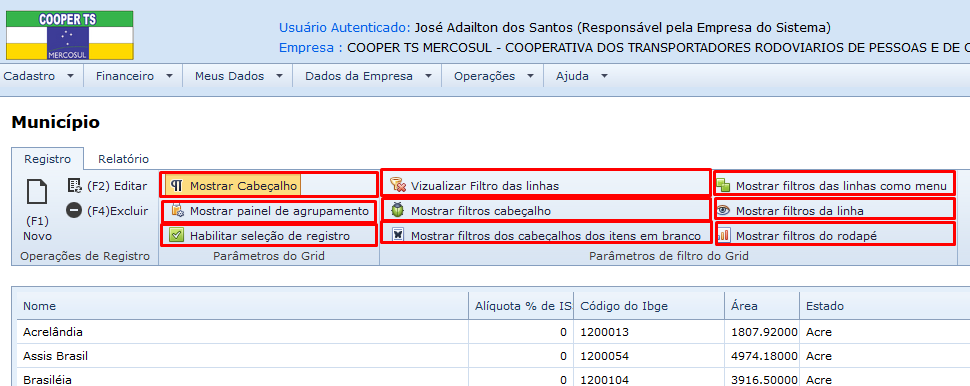 COOPER TS
MERCOSUL
Usuário Autenticado: José Adailton dos Santos (Responsável pela Empresa do Sistema)
Empresa : COOPER TS MERCOSUL - COOPERATIVA DOS TRANSPORTADORES RODOVIARIOS DE PESSOAS E DE
Cadastro Financeiro Meus Dados Dados da Empresa Operações Ajuda
Município
Registro Relatório
(F1)
Novo
(F2) Editar
(F4)Excluir
Operações de Registro
Mostrar Cabeçalho
Mostrar painel de agrupamento
Habilitar seleção de registro
Parâmetros do Grid
Vizualizar Filtro das linhas
Mostrar filtros cabeçalho
Mostrar filtros dos cabeçalhos dos itens em branco
Mostrar filtros das linhas como menu
Mostrar filtros da linha
Mostrar filtros do rodapé
Parâmetros de filtro do Grid
Nome Alíquota % de IS Código do Ibge Área Estado
Acrelândia 0 1200013 1807.92000 Acre
Assis Brasil 0 1200054 4974.18000 Acre
Brasiléia 0 1200104 3916.50000 Acre